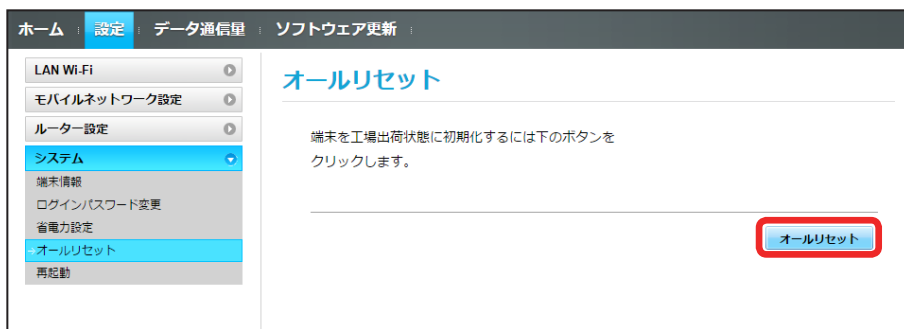 ホーム 設定 データ通信量 ソフトウェア更新
LAN Wi-Fi
モバイルネットワーク設定
ルーター設定
システム
端末情報
ログインパスワード変更
省電力設定
オールリセット
再起動
オールリセット
端末を工場出荷状態に初期化するには下のボタンを
クリックします。
オールリセット